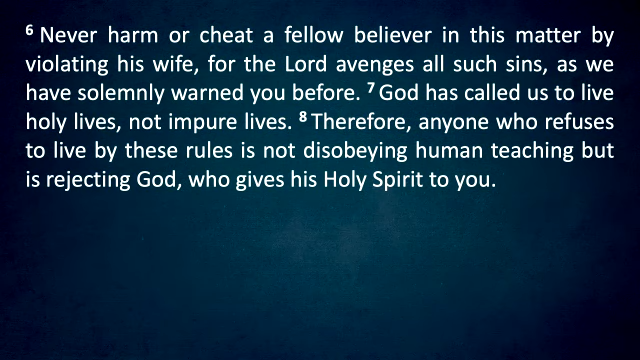 ⁶ Never harm or cheat a fellow believer in this matter by
violating his wife, for the Lord avenges all such sins, as we
have solemnly warned you before. ⁷ God has called us to live
holy lives, not impure lives. ⁸ Therefore, anyone who refuses
to live by these rules is not disobeying human teaching but
is rejecting God, who gives his Holy Spirit to you.